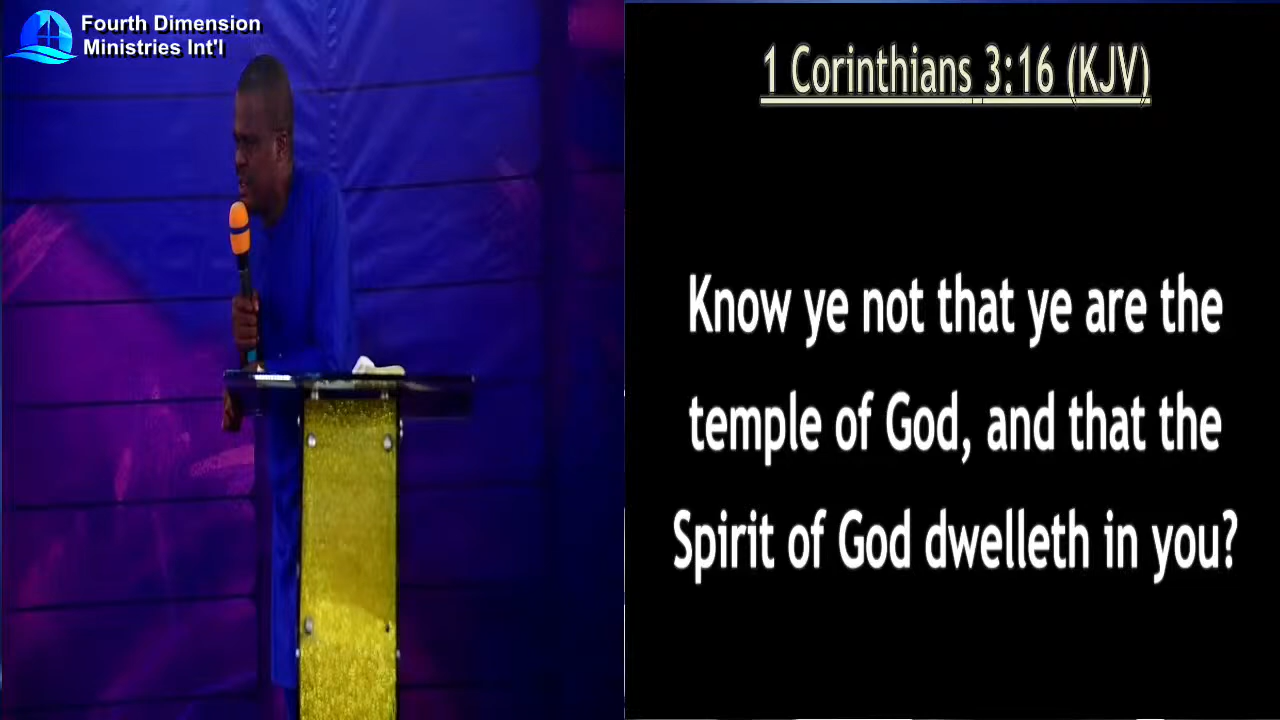 Fourth Dimension
Ministries Int'l
1 Corinthians 3:16 (KJV)
Know ye not that ye are the
temple of God, and that the
Spirit of God dwelleth in you?